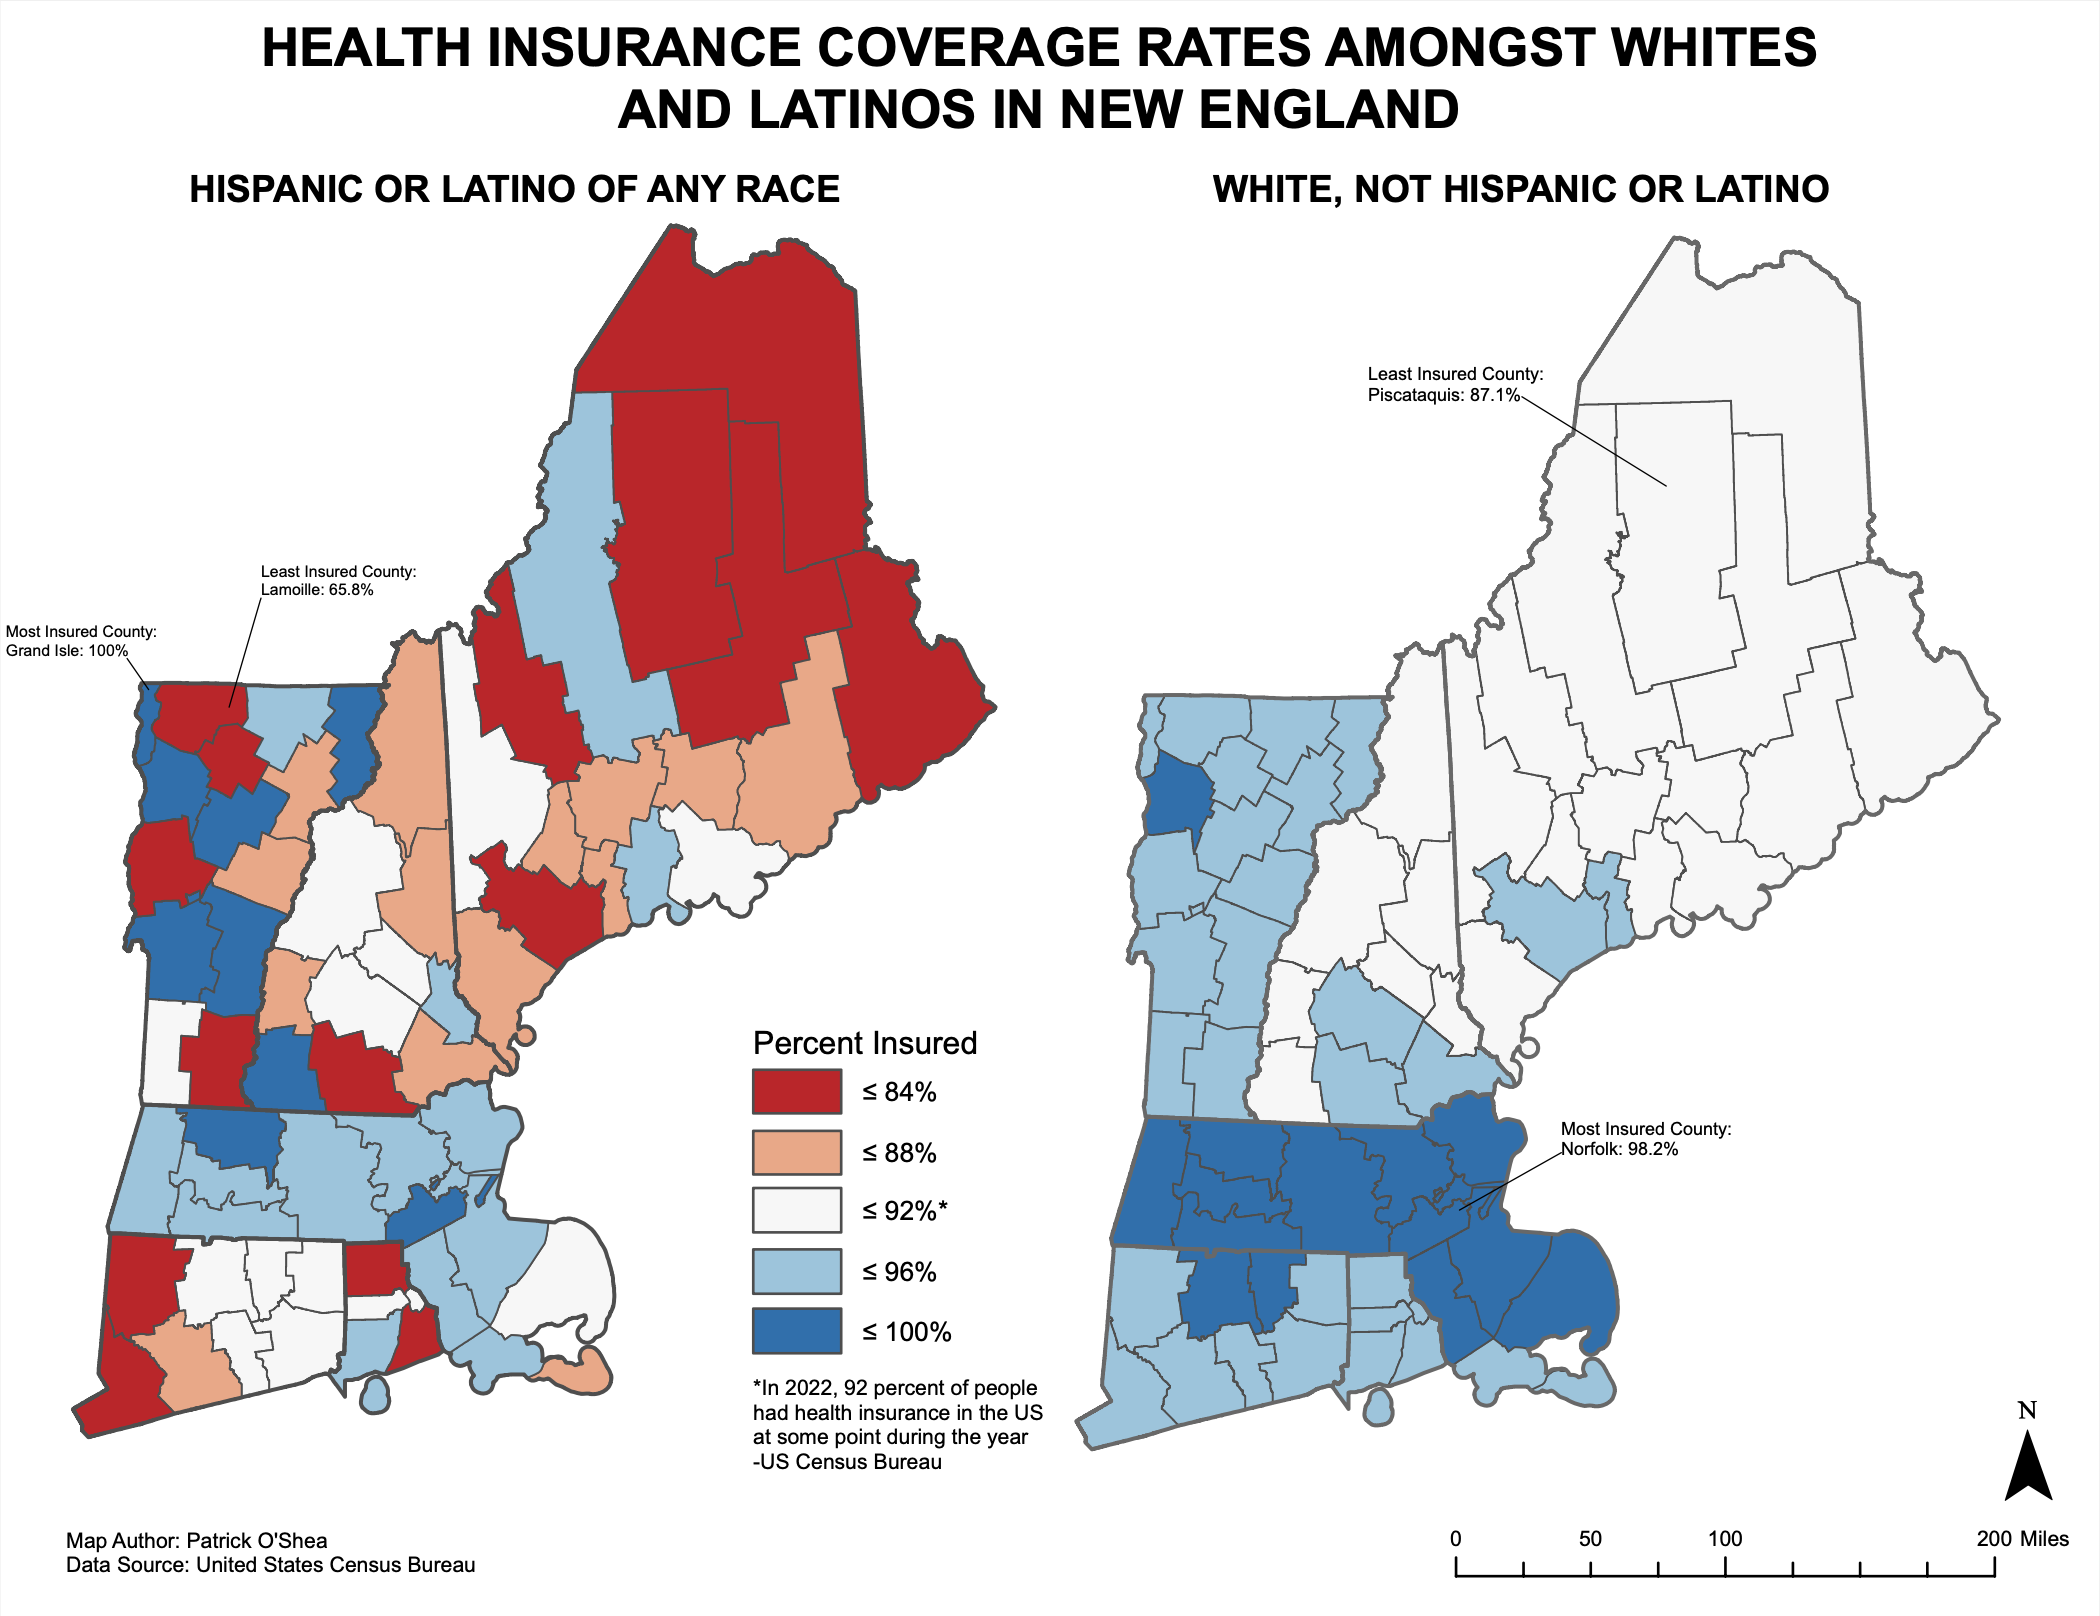 HEALTH INSURANCE COVERAGE RATES AMONGST WHITES
AND LATINOS IN NEW ENGLAND
HISPANIC OR LATINO OF ANY RACE
WHITE, NOT HISPANIC OR LATINO
Least Insured County:
Piscataquis: 87.1%
Least Insured County:
Lamoille: 65.8%
Most Insured County:
Grand Isle: 100%
Most Insured County:
Norfolk: 98.2%
Percent Insured
≤ 84%
≤ 88%
≤ 92%*
≤ 96%
≤ 100%
*In 2022, 92 percent of people
had health insurance in the US
at some point during the year
-US Census Bureau
N
0 50 100 200 Miles
Map Author: Patrick O'Shea
Data Source: United States Census Bureau